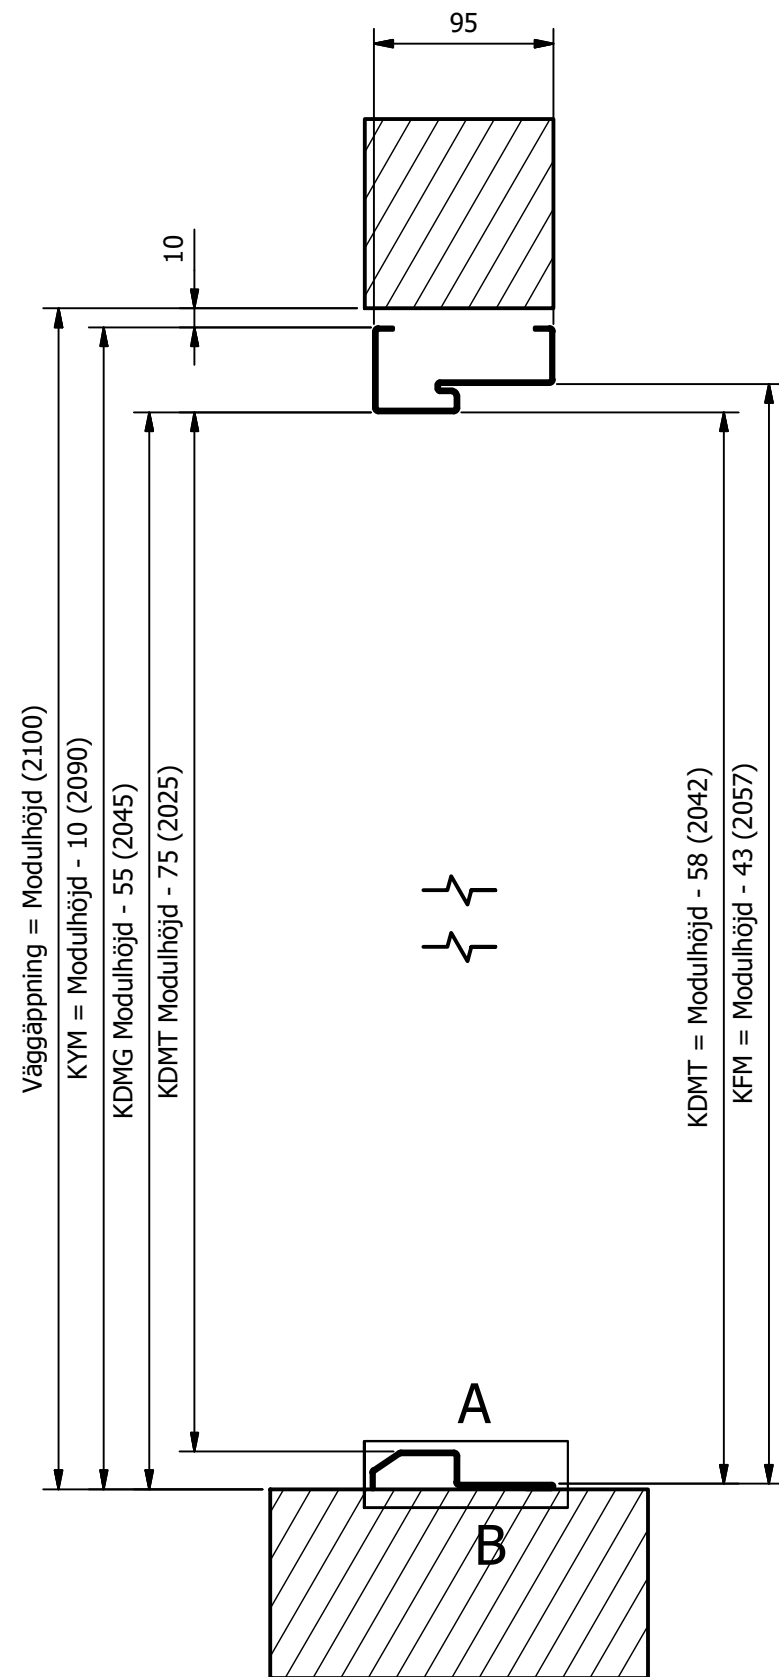 95
10
Väggäppning = Modulhöjd (2100)
KYM = Modulhöjd - 10 (2090)
KDMG Modulhöjd - 55 (2045)
KDMT Modulhöjd - 75 (2025)
KDMT = Modulhöjd - 58 (2042)
KFM = Modulhöjd - 43 (2057)
A
B